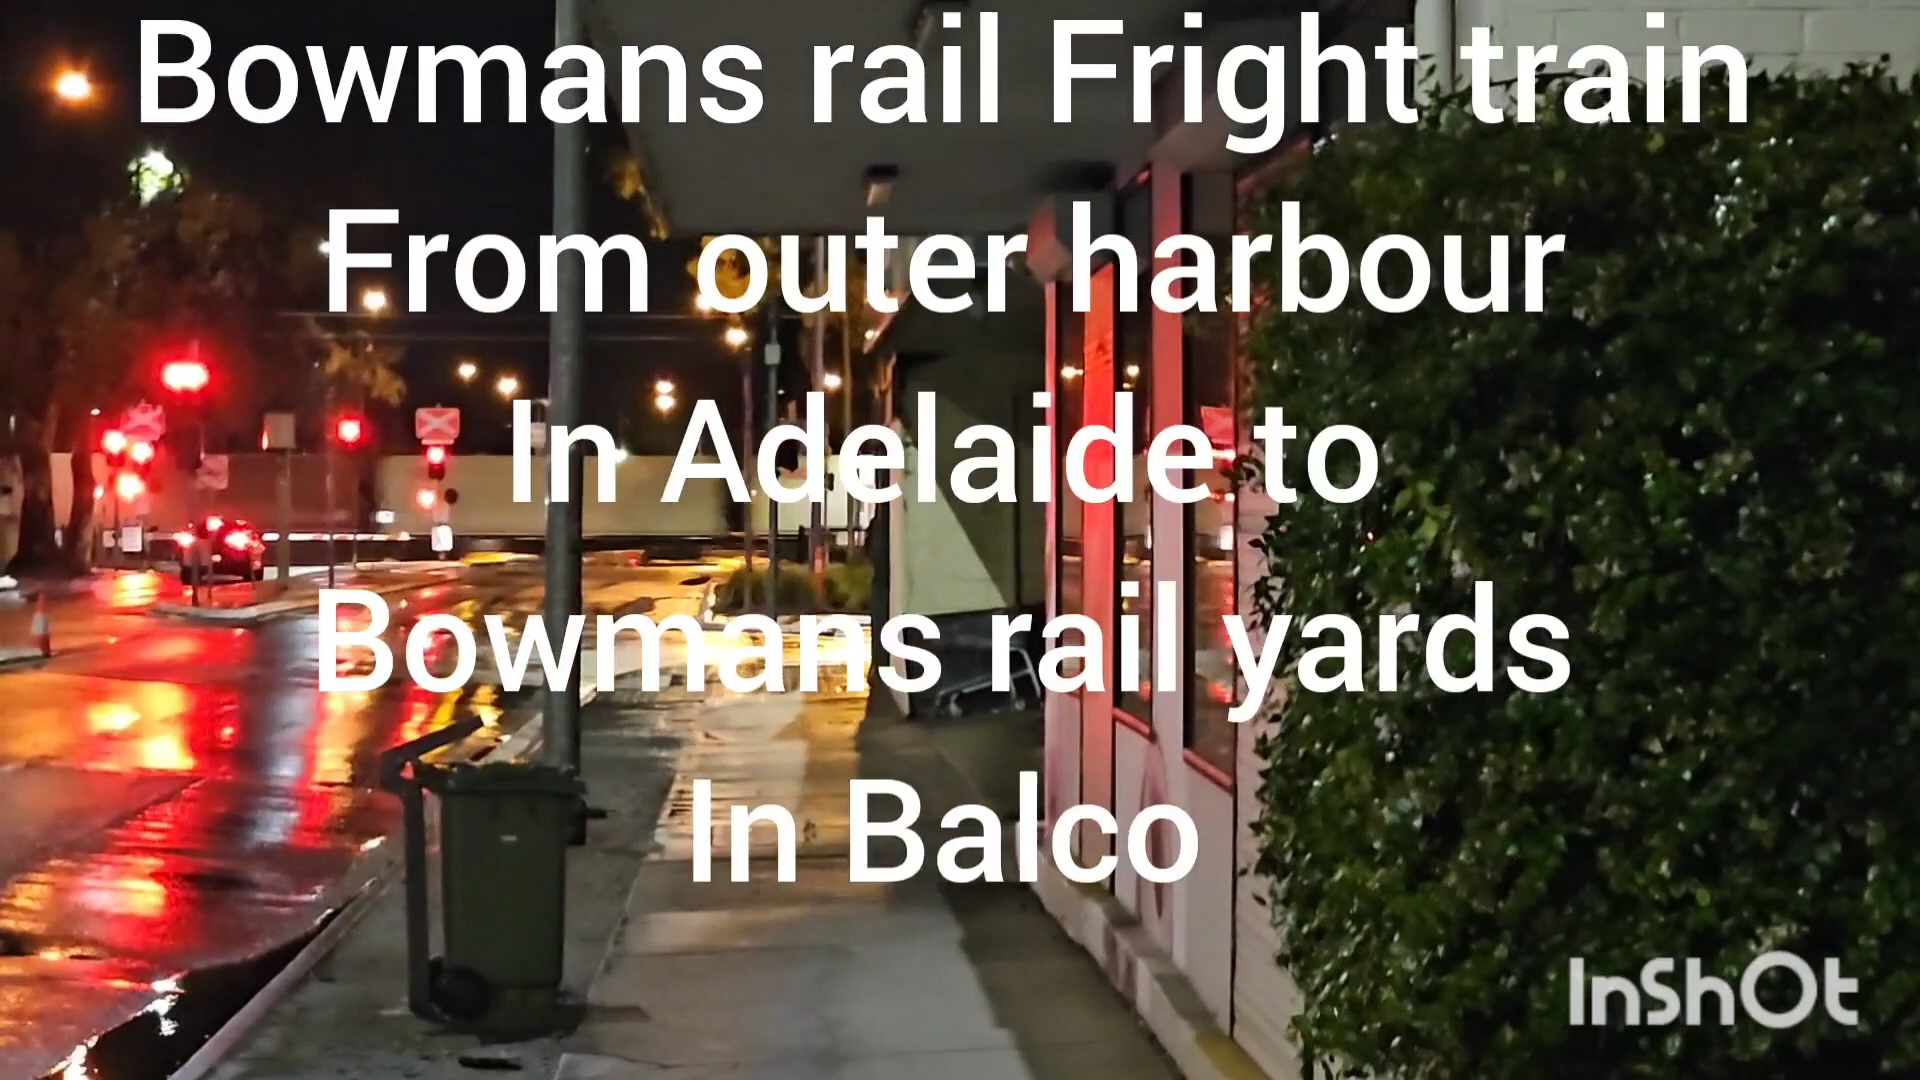 Bowmans rail Fright train
From outer harbour
In Adelaide to
Bowmans rail yards
In Balco
InShOt